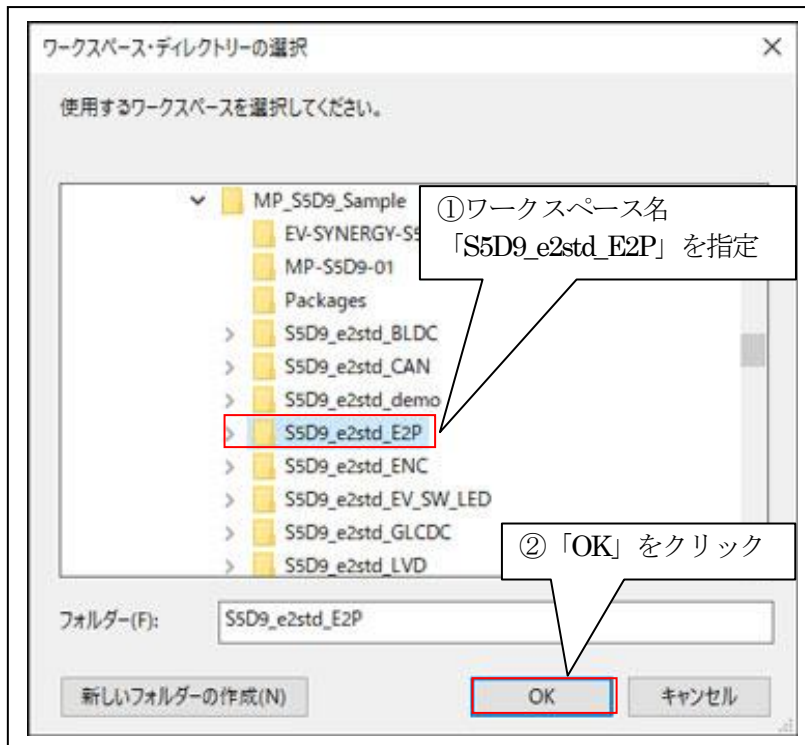 ワークスペース・ディレクトリーの選択
使用するワークスペースを選択してください。
MP_S5D9_Sample
EV-SYNERGY-S5
MP-S5D9-01
Packages
S5D9_e2std_BLDC
S5D9_e2std_CAN
S5D9_e2std_demo
S5D9_e2std_E2P
S5D9_e2std_ENC
S5D9_e2std_EV_SW_LED
S5D9_e2std_GLCDC
S5D9_e2std_LVD
①ワークスペース名
「S5D9_e2std_E2P」を指定
②「OK」をクリック
フォルダー(F):
S5D9_e2std_E2P
新しいフォルダーの作成(N)
OK
キャンセル